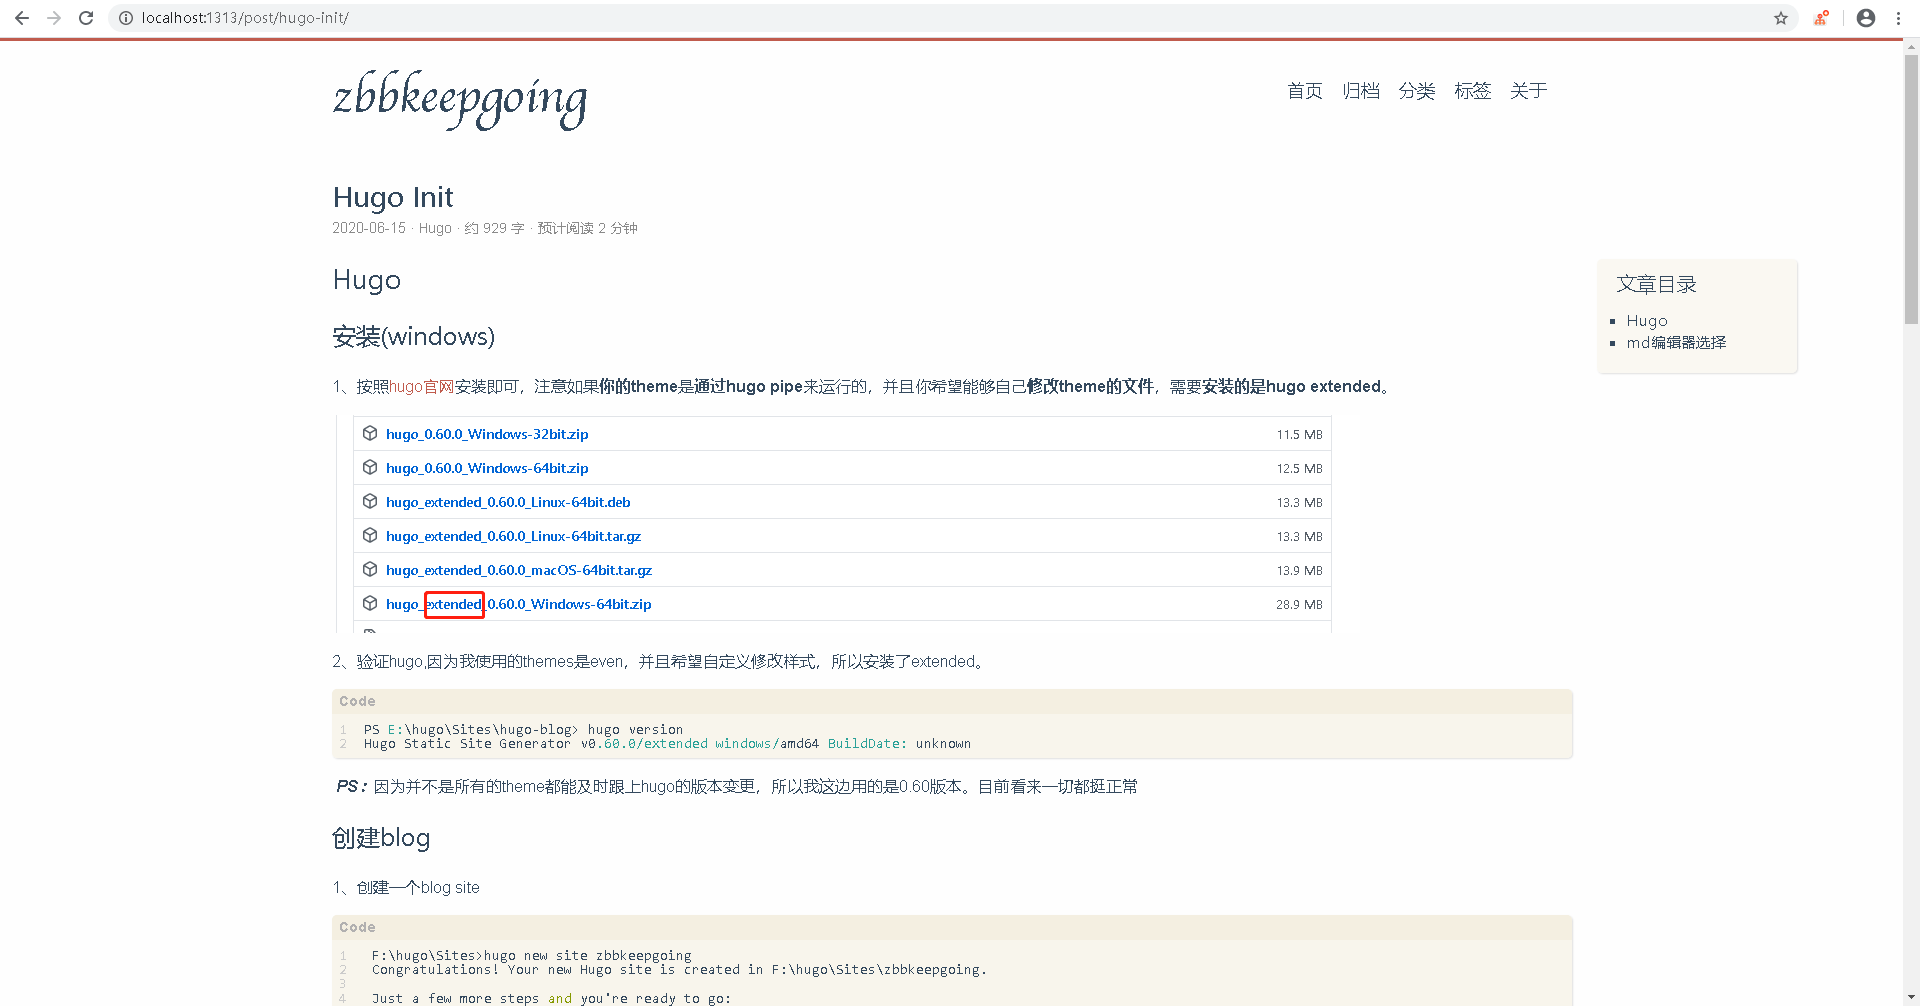 localhost:1313/post/hugo-init/
zbbkeepgoing
首页 归档 分类 标签 关于
Hugo Init
2020-06-15 · Hugo · 约 929 字 · 预计阅读 2 分钟
Hugo
文章目录
Hugo
md编辑器选择
安装(windows)
1、按照hugo官网安装即可，注意如果你的theme是通过hugo pipe来运行的，并且你希望能够自己修改theme的文件，需要安装的是hugo extended。
hugo_0.60.0_Windows-32bit.zip 11.5 MB
hugo_0.60.0_Windows-64bit.zip 12.5 MB
hugo_extended_0.60.0_Linux-64bit.deb 13.3 MB
hugo_extended_0.60.0_Linux-64bit.tar.gz 13.3 MB
hugo_extended_0.60.0_macOS-64bit.tar.gz 13.9 MB
hugo_extended_0.60.0_Windows-64bit.zip 28.9 MB
2、验证hugo,因为我使用的themes是even，并且希望自定义修改样式，所以安装了extended。
Code
1 PS E:\hugo\Sites\hugo-blog> hugo version
2 Hugo Static Site Generator v0.60.0/extended windows/amd64 BuildDate: unknown
PS：因为并不是所有的theme都能及时跟上hugo的版本变更，所以我这边用的是0.60版本。目前看来一切都挺正常
创建blog
1、创建一个blog site
Code
1 F:\hugo\Sites>hugo new site zbbkeepgoing
2 Congratulations! Your new Hugo site is created in F:\hugo\Sites\zbbkeepgoing.
3
4 Just a few more steps and you're ready to go: